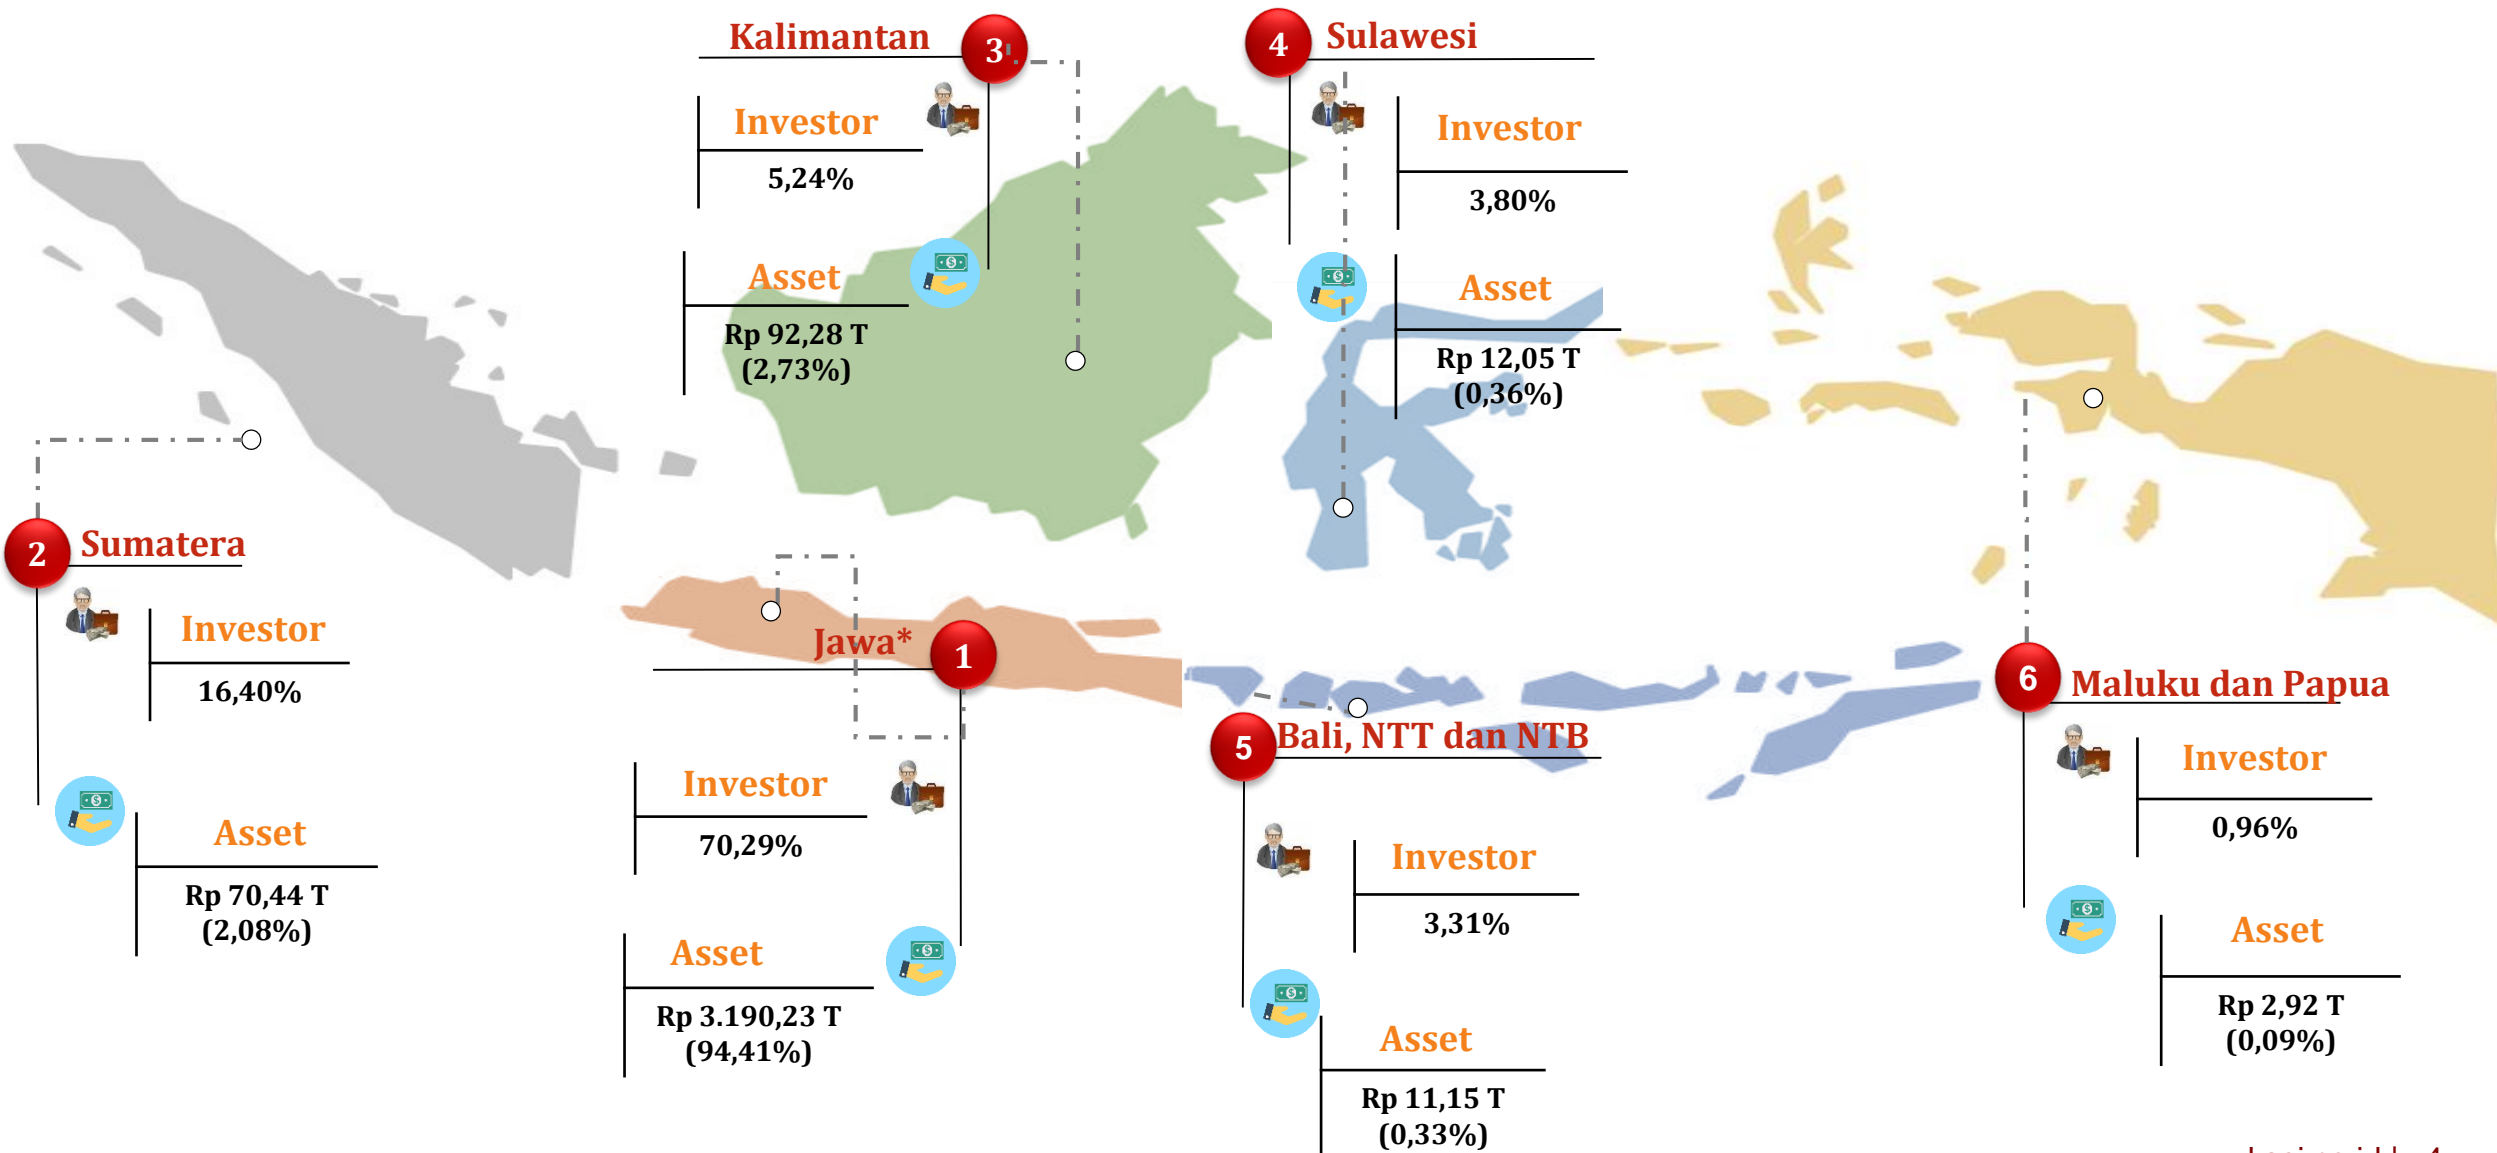 Kalimantan
3
Investor
5,24%
Asset
Rp 92,28 T
(2,73%)
4
Sulawesi
Investor
3,80%
Asset
Rp 12,05 T
(0,36%)
2
Sumatera
Investor
16,40%
Asset
Rp 70,44 T
(2,08%)
Jawa*
1
Investor
70,29%
Asset
Rp 3.190,23 T
(94,41%)
5
Bali, NTT dan NTB
Investor
3,31%
Asset
Rp 11,15 T
(0,33%)
6
Maluku dan Papua
Investor
0,96%
Asset
Rp 2,92 T
(0,09%)